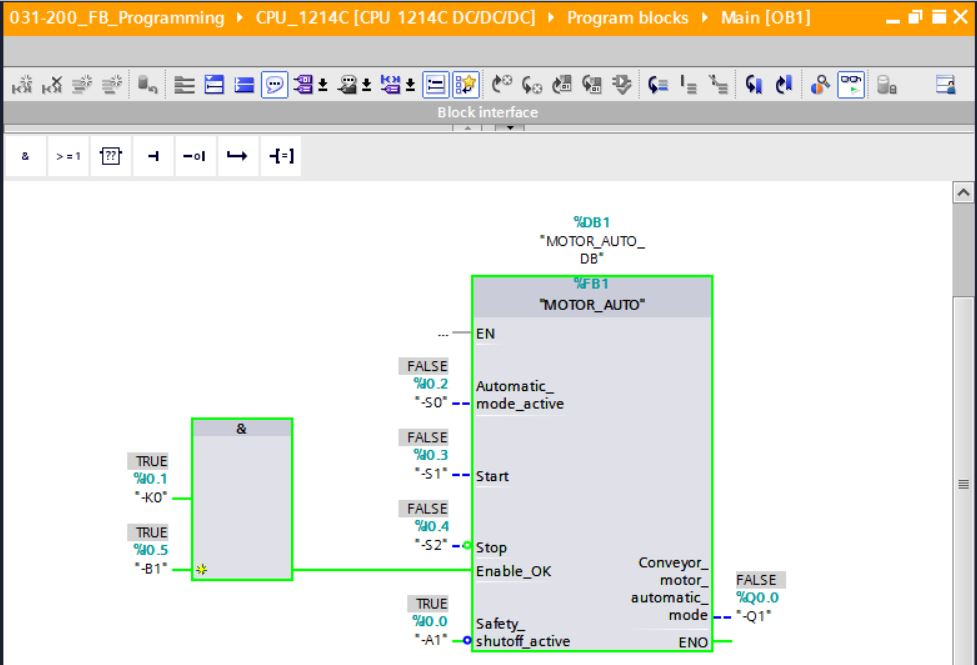 031-200_FB_Programming ▸ CPU_1214C [CPU 1214C DC/DC/DC] ▸ Program blocks ▸ Main [OB1]
Block interface
& >=1 ??
%DB1
"MOTOR_AUTO_
DB"
%FB1
"MOTOR_AUTO"
... EN
FALSE
%I0.2
"-S0"
Automatic_
mode_active
FALSE
%I0.3
"-S1"
Start
FALSE
%I0.4
"-S2"
Stop
&
TRUE
%I0.1
"-K0"
TRUE
%I0.5
"-B1"
Enable_OK
TRUE
%I0.0
"-A1"
Safety_
shutoff_active
Conveyor_
motor_
automatic_
mode
FALSE
%Q0.0
"-Q1"
ENO